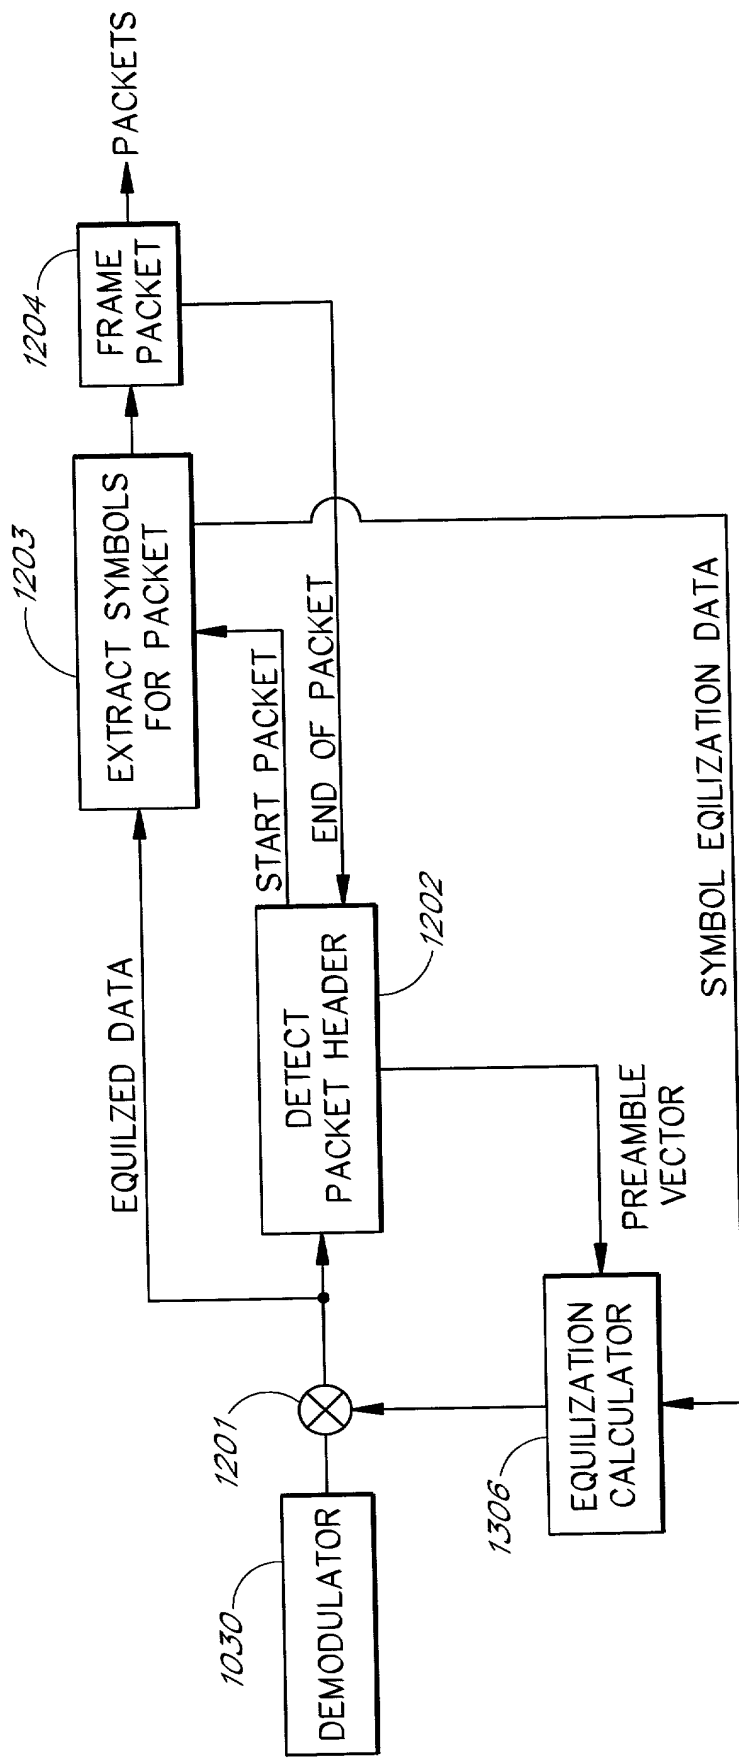 DEMODULATOR
1030
1201
EQUILZED DATA
DETECT
PACKET HEADER
1202
START PACKET
END OF PACKET
EXTRACT SYMBOLS
FOR PACKET
1203
FRAME
PACKET
1204
PACKETS
EQUILIZATION
CALCULATOR
1306
PREAMBLE
VECTOR
SYMBOL EQILIZATION DATA